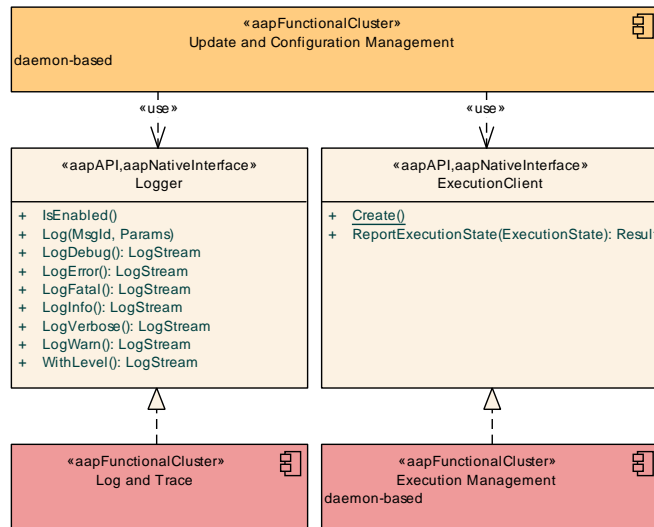 «aapFunctionalCluster»
Update and Configuration Management
daemon-based
«use»
«use»
«aapAPI,aapNativeInterface»
Logger
+ IsEnabled()
+ Log(MsgId, Params)
+ LogDebug(): LogStream
+ LogError(): LogStream
+ LogFatal(): LogStream
+ LogInfo(): LogStream
+ LogVerbose(): LogStream
+ LogWarn(): LogStream
+ WithLevel(): LogStream
«aapAPI,aapNativeInterface»
ExecutionClient
+ Create()
+ ReportExecutionState(ExecutionState): Result
«aapFunctionalCluster»
Log and Trace
«aapFunctionalCluster»
Execution Management
daemon-based